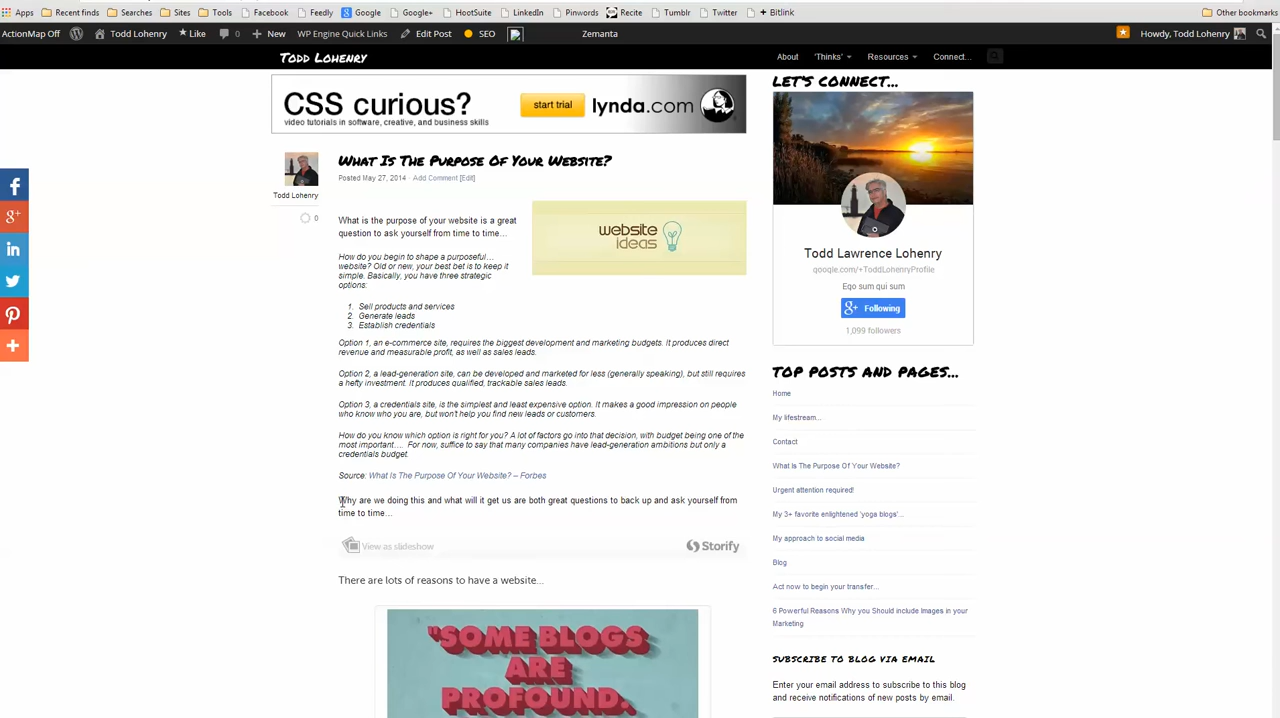 Apps
Recent finds
Searches
Sites
Tools
Facebook
Feedly
Google
Google+
HootSuite
LinkedIn
Pinwords
Recite
Tumblr
Twitter
+ Bitlink
Other bookmarks
ActionMap Off
Todd Lohenry
Like
0
New
WP Engine Quick Links
Edit Post
SEO
Zemanta
Howdy, Todd Lohenry
Todd Lohenry
About
'Thinks'
Resources
Connect...
CSS curious?
video tutorials in software, creative, and business skills
start trial
lynda.com
What Is The Purpose Of Your Website?
Posted May 27, 2014 · Add Comment [Edit]
Todd Lohenry
0
What is the purpose of your website is a great
question to ask yourself from time to time…
website
ideas
How do you begin to shape a purposeful…
website? Old or new, your best bet is to keep it
simple. Basically, you have three strategic
options:
1. Sell products and services
2. Generate leads
3. Establish credentials
Option 1, an e-commerce site, requires the biggest development and marketing budgets. It produces direct
revenue and measurable profit, as well as sales leads.
Option 2, a lead-generation site, can be developed and marketed for less (generally speaking), but still requires
a hefty investment. It produces qualified, trackable sales leads.
Option 3, a credentials site, is the simplest and least expensive option. It makes a good impression on people
who know who you are, but won't help you find new leads or customers.
How do you know which option is right for you? A lot of factors go into that decision, with budget being one of the
most important…. For now, suffice to say that many companies have lead-generation ambitions but only a
credentials budget.
Source: What Is The Purpose Of Your Website? – Forbes
Why are we doing this and what will it get us are both great questions to back up and ask yourself from
time to time…
View as slideshow
Storify
There are lots of reasons to have a website...
"SOME BLOGS
ARE
PROFOUND.
LET'S CONNECT...
Todd Lawrence Lohenry
google.com/+ToddLohenryProfile
Ego sum qui sum
g+ Following
1,099 followers
TOP POSTS AND PAGES...
Home
My lifestream...
Contact
What Is The Purpose Of Your Website?
Urgent attention required!
My 3+ favorite enlightened 'yoga blogs'...
My approach to social media
Blog
Act now to begin your transfer...
6 Powerful Reasons Why you Should include Images in your
Marketing
SUBSCRIBE TO BLOG VIA EMAIL
Enter your email address to subscribe to this blog
and receive notifications of new posts by email.